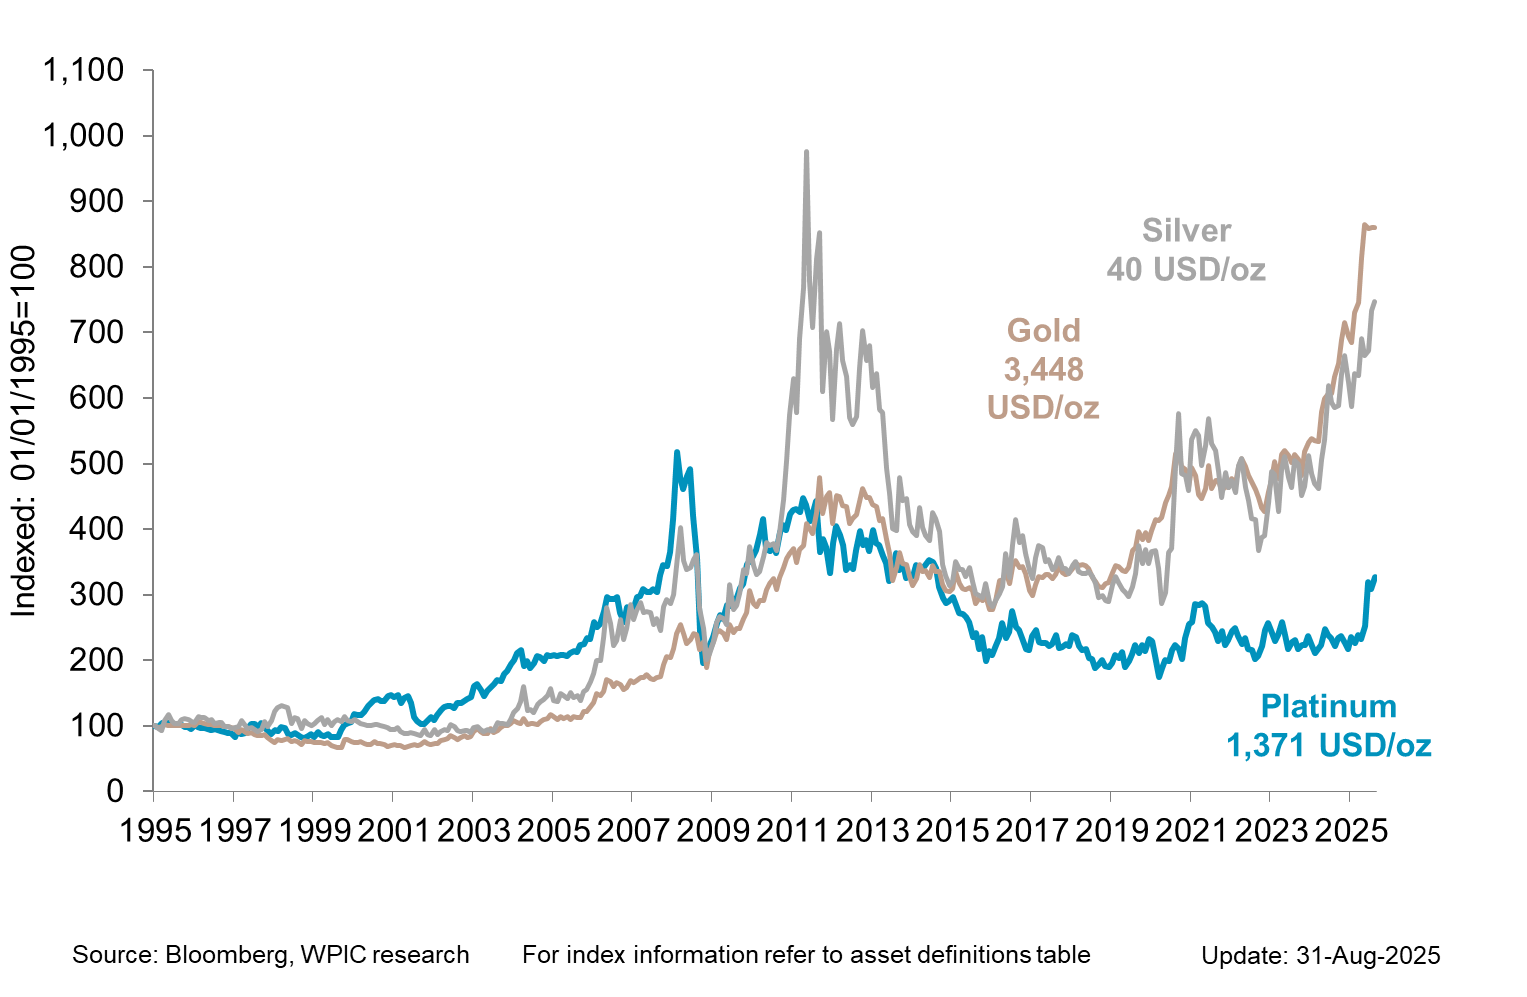 1,100
1,000
900
800
700
600
500
400
300
200
100
0
Indexed: 01/01/1995=100
Silver
40 USD/oz
Gold
3,448
USD/oz
Platinum
1,371 USD/oz
1995 1997 1999 2001 2003 2005 2007 2009 2011 2013 2015 2017 2019 2021 2023 2025
Source: Bloomberg, WPIC research For index information refer to asset definitions table Update: 31-Aug-2025